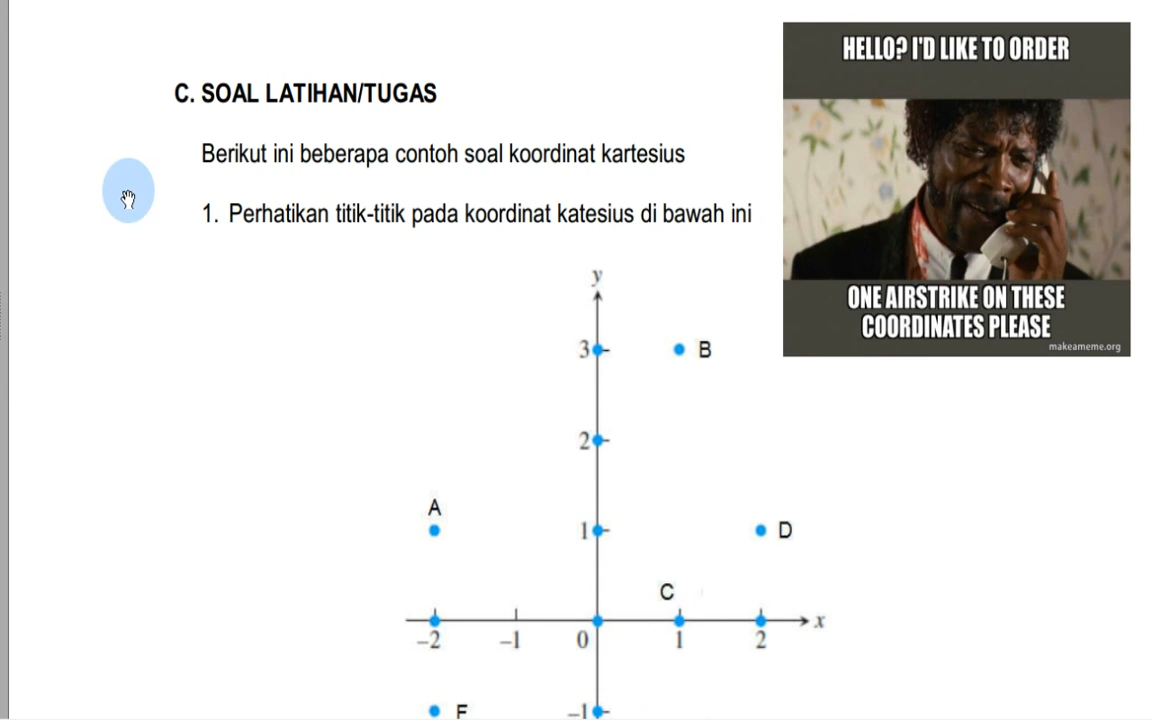 HELLO? I'D LIKE TO ORDER
C. SOAL LATIHAN/TUGAS
Berikut ini beberapa contoh soal koordinat kartesius
1. Perhatikan titik-titik pada koordinat katesius di bawah ini
ONE AIRSTRIKE ON THESE
COORDINATES PLEASE
makeameme.org
y
3 B
2
A
1 D
C
x
-2 -1 0 1 2
F -1